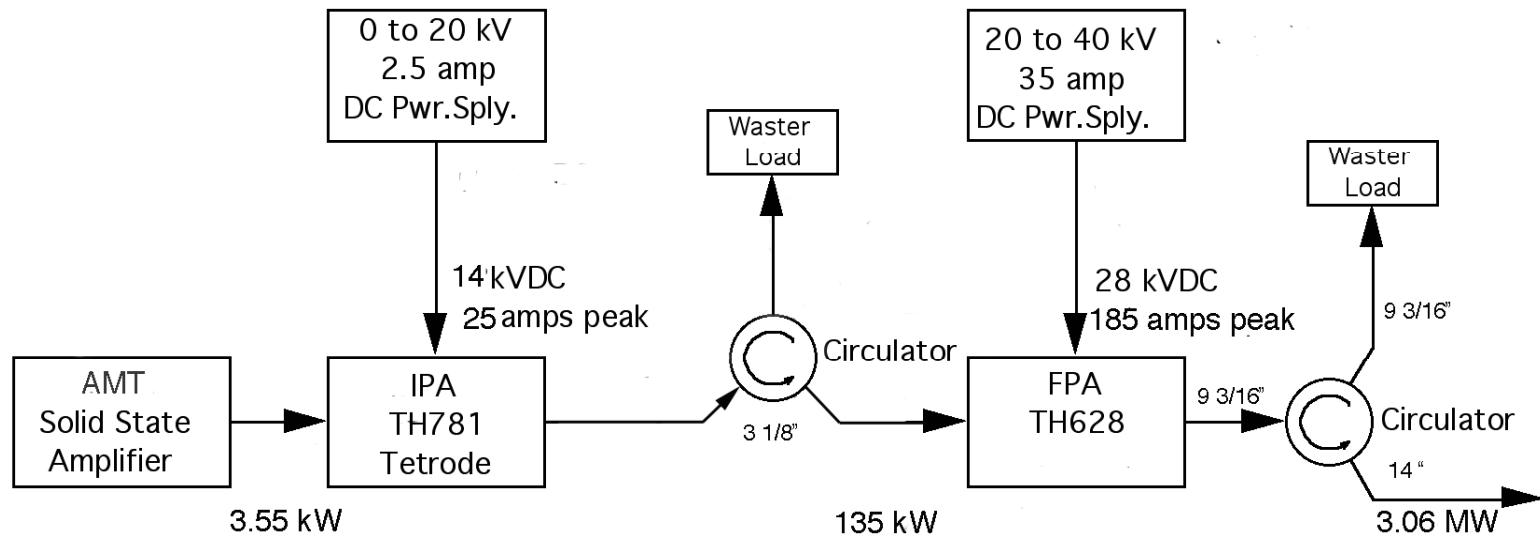 0 to 20 kV
2.5 amp
DC Pwr.Sply.
20 to 40 kV
35 amp
DC Pwr.Sply.
Waster
Load
Waster
Load
14 kVDC
25 amps peak
28 kVDC
185 amps peak
9 3/16"
AMT
Solid State
Amplifier
IPA
TH781
Tetrode
Circulator
3 1/8"
FPA
TH628
9 3/16"
Circulator
14 "
3.55 kW
135 kW
3.06 MW